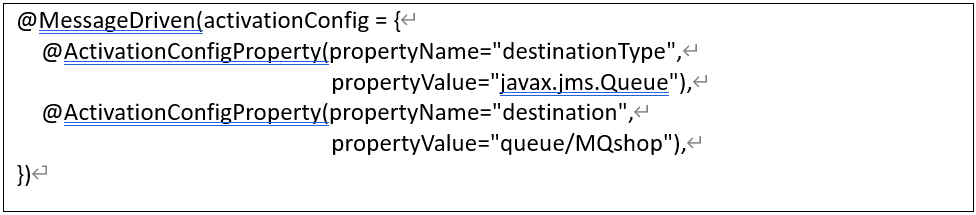 @MessageDriven(activationConfig = {
@ActivationConfigProperty(propertyName="destinationType",
propertyValue="javax.jms.Queue"),
@ActivationConfigProperty(propertyName="destination",
propertyValue="queue/MQshop"),
})